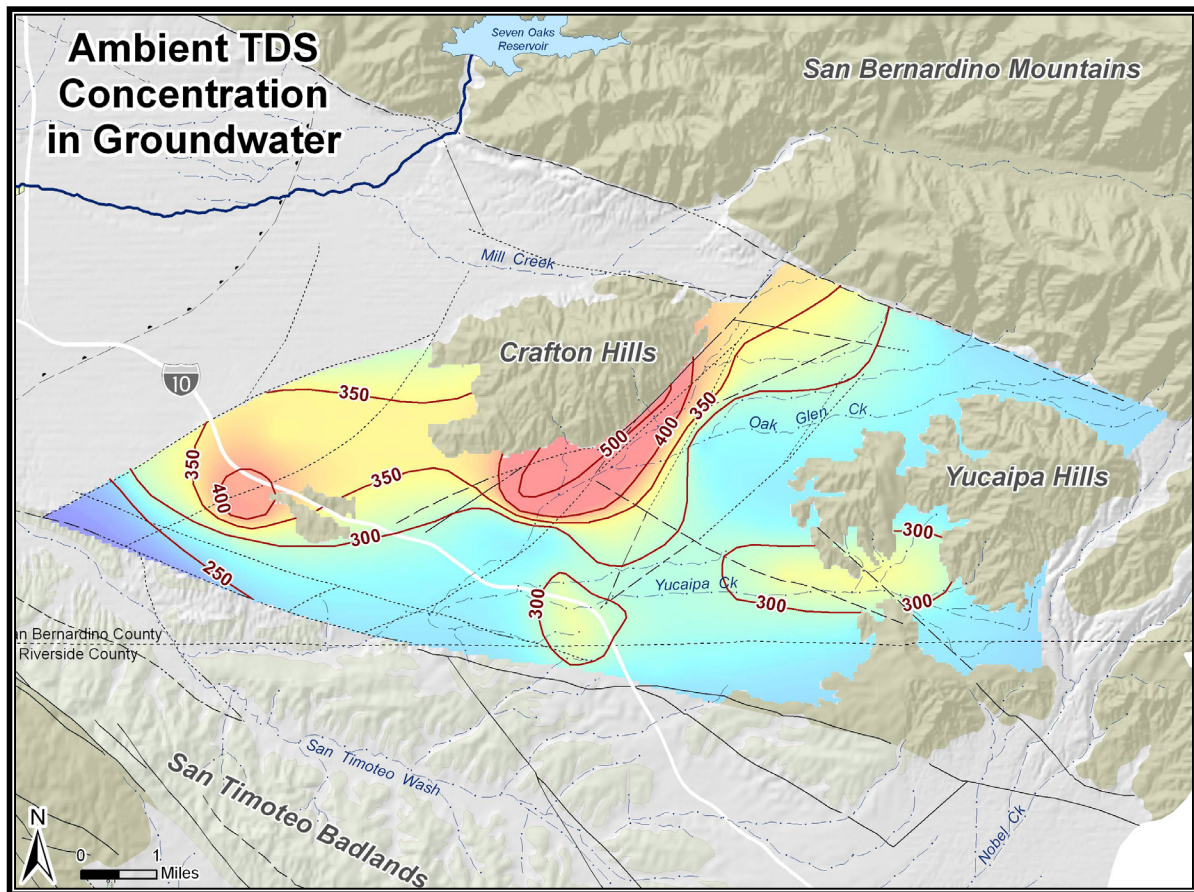 Ambient TDS
Concentration
in Groundwater
Seven Oaks
Reservoir
San Bernardino Mountains
Mill Creek
Crafton Hills
10
350
500
400
350
Oak Glen Ck
350
400
350
Yucaipa Hills
300
300
250
300
Yucaipa Ck
300
300
an Bernardino County
Riverside County
San Timoteo Wash
San Timoteo Badlands
Nobel Ck
N
0 1
Miles